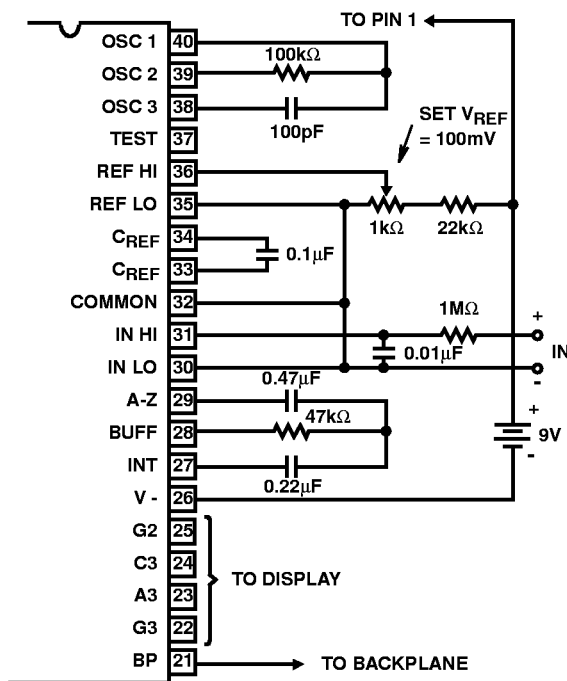 TO PIN 1
OSC 1 40
100kΩ
OSC 2 39
OSC 3 38
100pF
SET VREF
= 100mV
TEST 37
REF HI 36
REF LO 35
1kΩ 22kΩ
CREF 34
0.1µF
CREF 33
COMMON 32
1MΩ
IN HI 31
+
0.01µF
IN
IN LO 30
-
0.47µF
A-Z 29
47kΩ
+
BUFF 28
9V
-
INT 27
0.22µF
V - 26
G2 25
C3 24
TO DISPLAY
A3 23
G3 22
BP 21
TO BACKPLANE